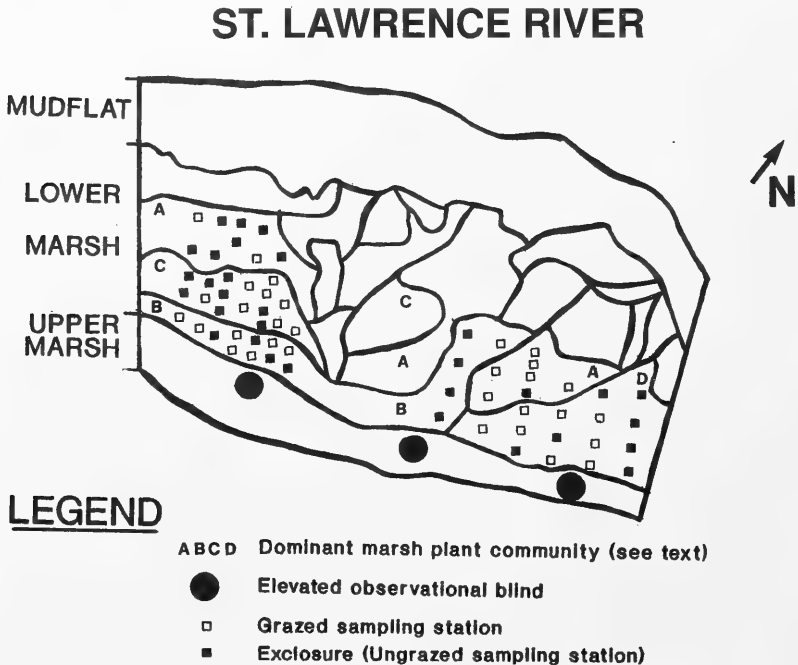 ST. LAWRENCE RIVER
MUDFLAT
N
LOWER
A
MARSH
C
C
B
UPPER
MARSH
A
A
D
B
LEGEND
A B C D Dominant marsh plant community (see text)
Elevated observational blind
Grazed sampling station
Exclosure (Ungrazed sampling station)